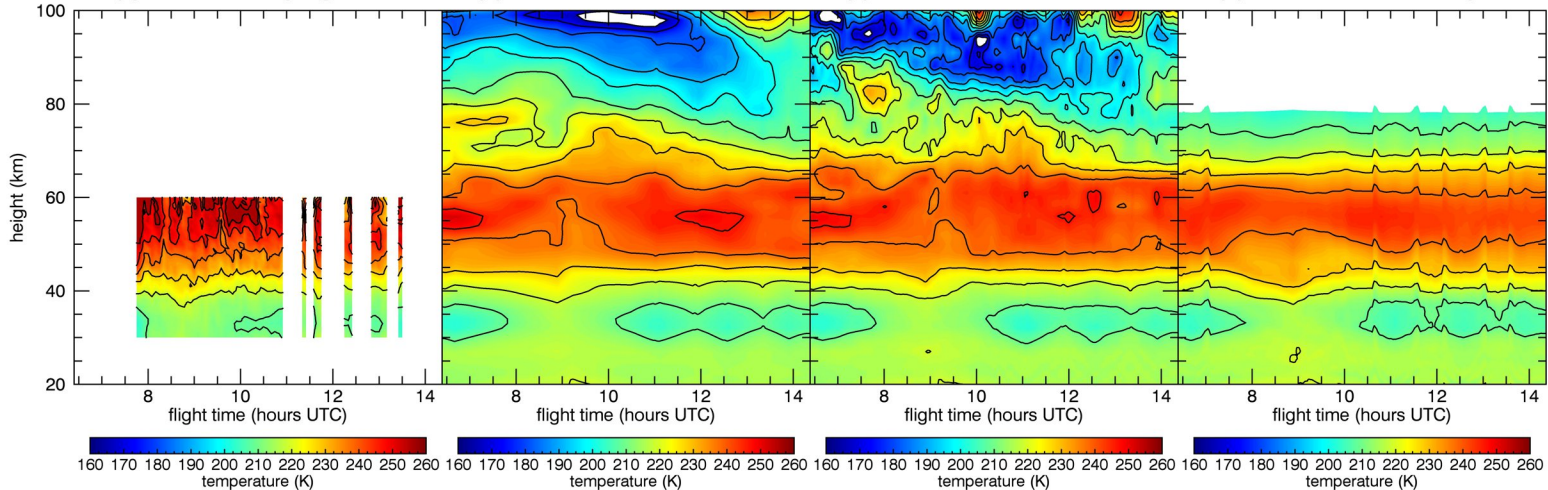 100
80
60
40
20
height (km)
8 10 12 14 8 10 12 14 8 10 12 14 8 10 12 14
flight time (hours UTC) flight time (hours UTC) flight time (hours UTC) flight time (hours UTC)
160 170 180 190 200 210 220 230 240 250 260 160 170 180 190 200 210 220 230 240 250 260 160 170 180 190 200 210 220 230 240 250 260 160 170 180 190 200 210 220 230 240 250 260
temperature (K) temperature (K) temperature (K) temperature (K)